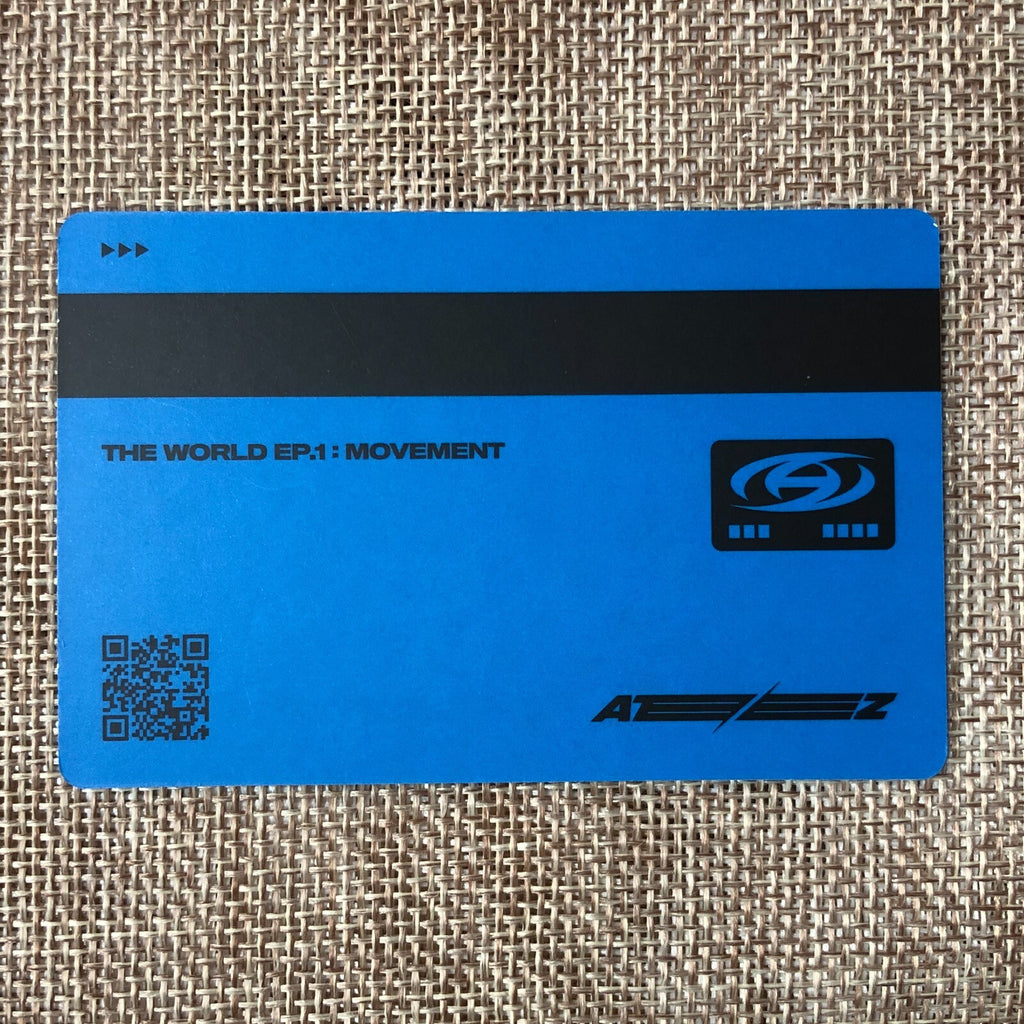 THE WORLD EP.1 : MOVEMENT
ATEEZ